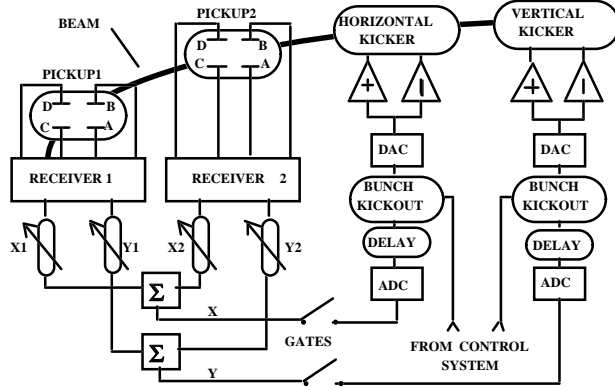 PICKUP2
BEAM
D B
C A
HORIZONTAL
KICKER
VERTICAL
KICKER
PICKUP1
D B
C A
+ − + −
DAC DAC
RECEIVER 1
RECEIVER 2
BUNCH
KICKOUT
BUNCH
KICKOUT
X1 Y1 X2 Y2
DELAY DELAY
Σ
ADC ADC
X
GATES
FROM CONTROL
SYSTEM
Σ
Y